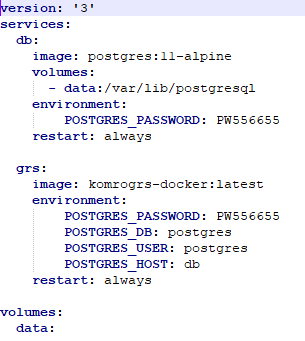 version: '3'
services:
  db:
    image: postgres:11-alpine
    volumes:
      - data:/var/lib/postgresql
    environment:
        POSTGRES_PASSWORD: PW556655
    restart: always

  grs:
    image: komrogrs-docker:latest
    environment:
        POSTGRES_PASSWORD: PW556655
        POSTGRES_DB: postgres
        POSTGRES_USER: postgres
        POSTGRES_HOST: db
    restart: always

volumes:
  data: